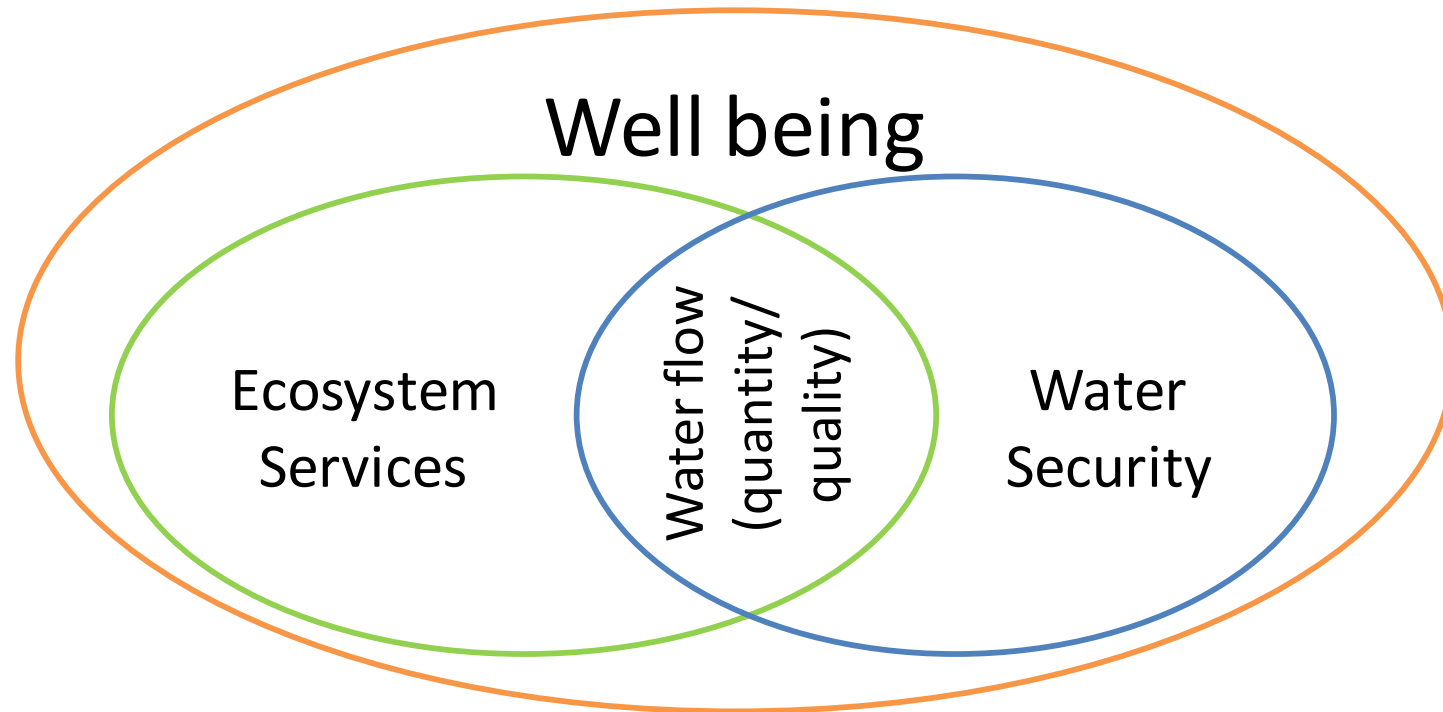 Well being
Ecosystem
Services
Water flow
(quantity/
quality)
Water
Security